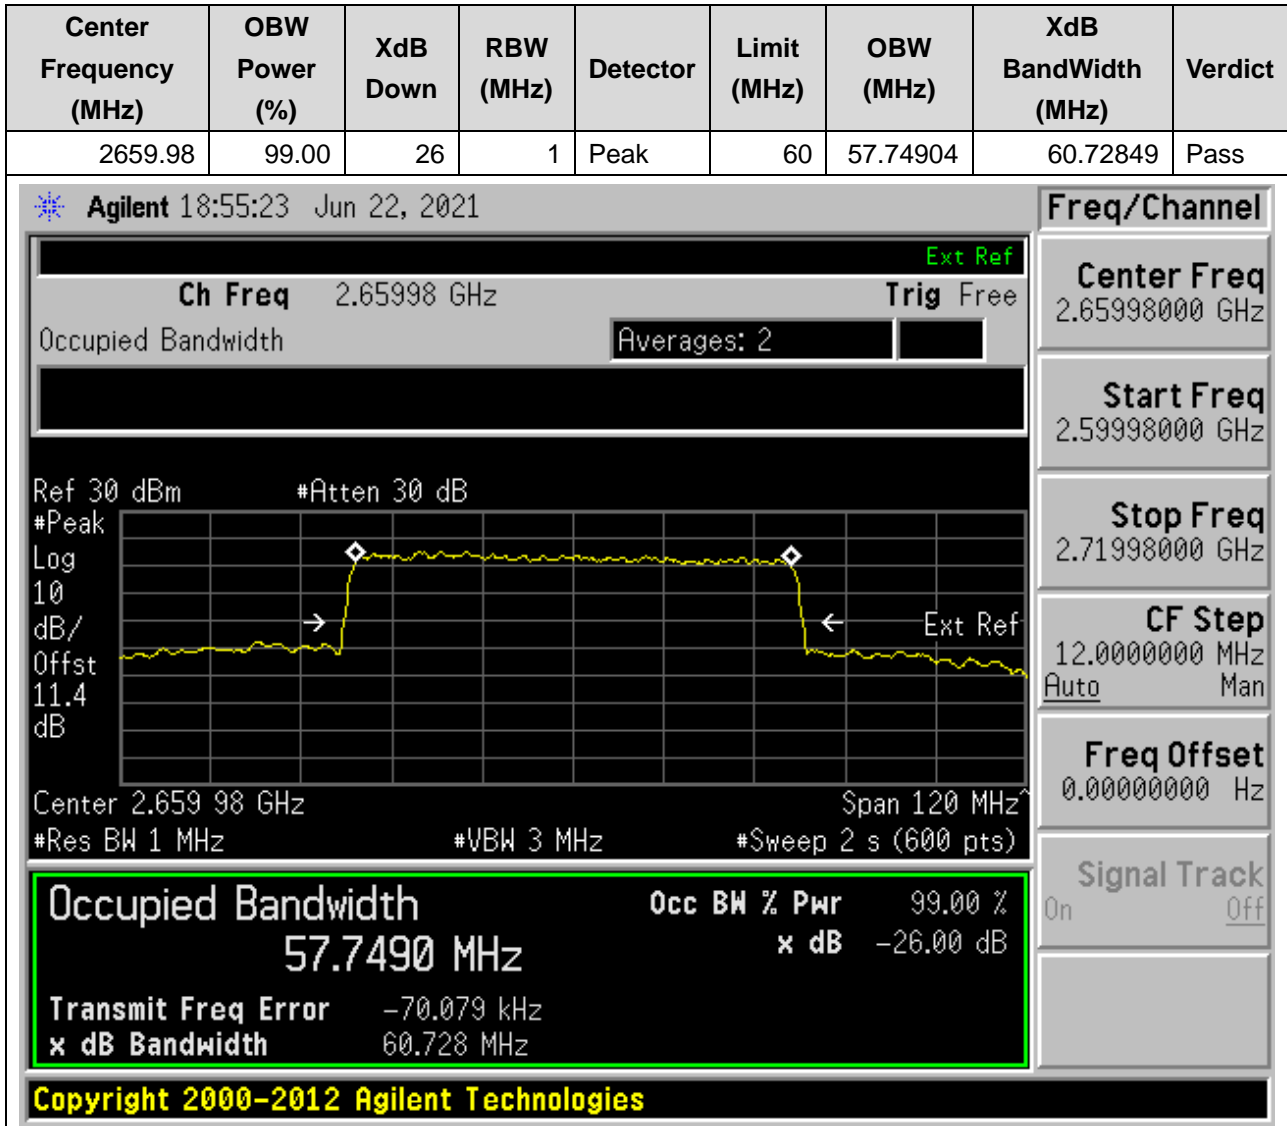 Center Frequency (MHz) OBW Power (%) XdB Down RBW (MHz) Detector Limit (MHz) OBW (MHz) XdB BandWidth (MHz) Verdict
2659.98 99.00 26 1 Peak 60 57.74904 60.72849 Pass
Agilent 18:55:23 Jun 22, 2021
Ext Ref
Ch Freq 2.65998 GHz Trig Free
Occupied Bandwidth Averages: 2
Ref 30 dBm #Atten 30 dB
#Peak
Log
10
dB/
Offst
11.4
dB
Ext Ref
Center 2.659 98 GHz Span 120 MHz^
#Res BW 1 MHz #VBW 3 MHz #Sweep 2 s (600 pts)
Occupied Bandwidth Occ BW % Pwr 99.00 %
57.7490 MHz x dB -26.00 dB
Transmit Freq Error -70.079 kHz
x dB Bandwidth 60.728 MHz
Copyright 2000-2012 Agilent Technologies
Freq/Channel
Center Freq
2.65998000 GHz
Start Freq
2.59998000 GHz
Stop Freq
2.71998000 GHz
CF Step
12.0000000 MHz
Auto Man
Freq Offset
0.00000000 Hz
Signal Track
On Off